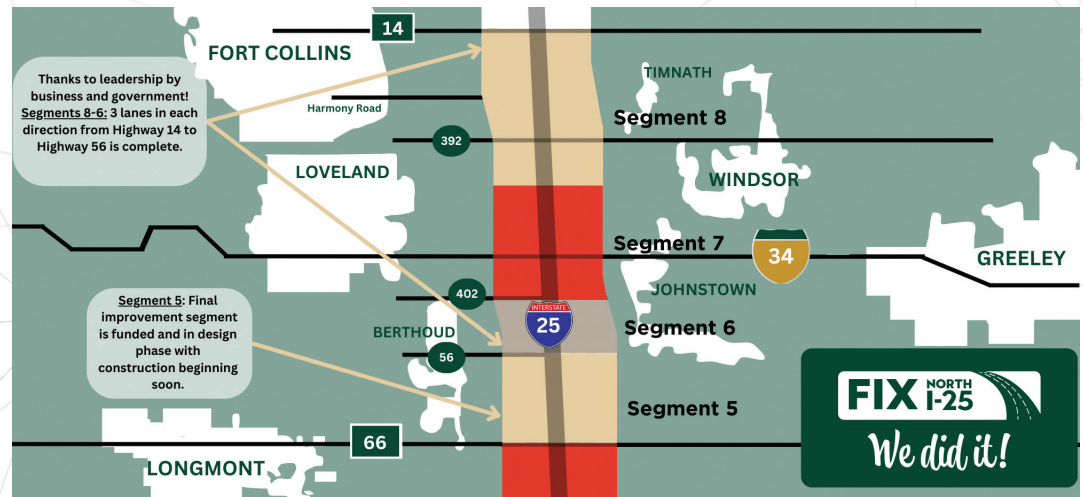 14
FORT COLLINS
Thanks to leadership by
business and government!
Segments 8-6: 3 lanes in each
direction from Highway 14 to
Highway 56 is complete.
TIMNATH
Harmony Road
Segment 8
392
LOVELAND
WINDSOR
Segment 7
34
GREELEY
402
JOHNSTOWN
Segment 5: Final
improvement segment
is funded and in design
phase with
construction beginning
soon.
INTERSTATE
25
BERTHOUD
Segment 6
56
Segment 5
FIX NORTH
I-25
We did it!
66
LONGMONT